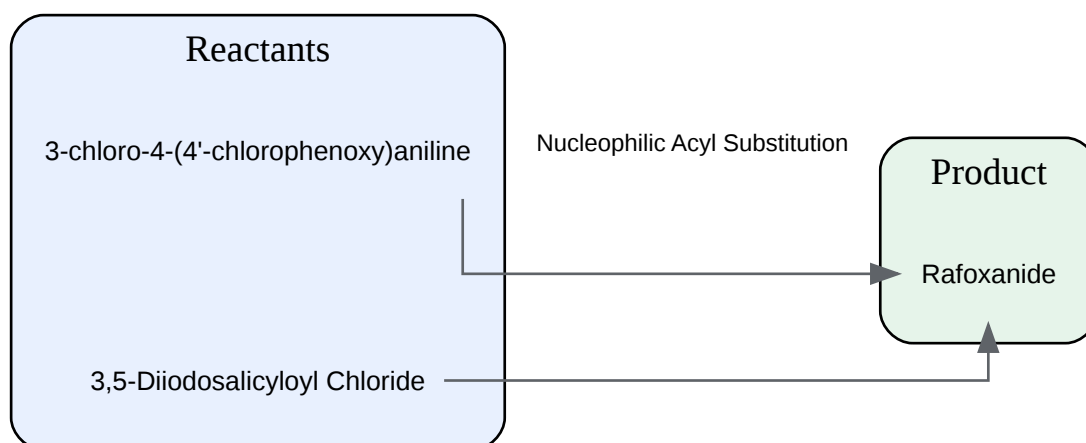 Reactants
3-chloro-4-(4'-chlorophenoxy)aniline
Nucleophilic Acyl Substitution
Product
Rafoxanide
3,5-Diiodosalicyloyl Chloride